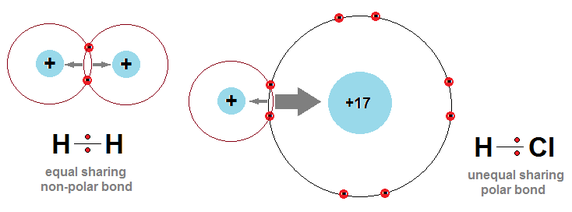 + +
+ +17
H : H
equal sharing
non-polar bond
H : Cl
unequal sharing
polar bond